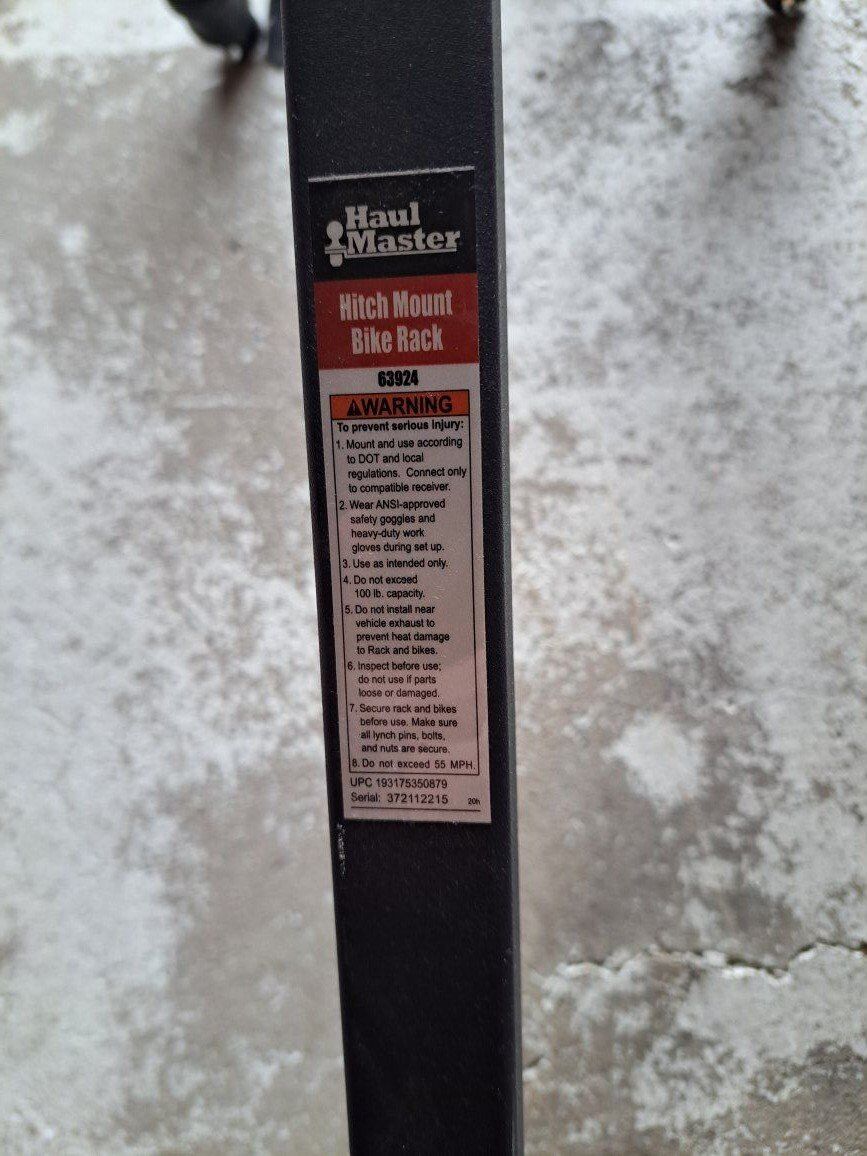 Haul
Master
Hitch Mount
Bike Rack
63924
⚠WARNING
To prevent serious injury:
1. Mount and use according
to DOT and local
regulations. Connect only
to compatible receiver.
2. Wear ANSI-approved
safety goggles and
heavy-duty work
gloves during set up.
3. Use as intended only.
4. Do not exceed
100 lb. capacity.
5. Do not install near
vehicle exhaust to
prevent heat damage
to Rack and bikes.
6. Inspect before use;
do not use if parts
loose or damaged.
7. Secure rack and bikes
before use. Make sure
all lynch pins, bolts,
and nuts are secure.
8. Do not exceed 55 MPH.
UPC 193175350879
Serial: 372112215 20h